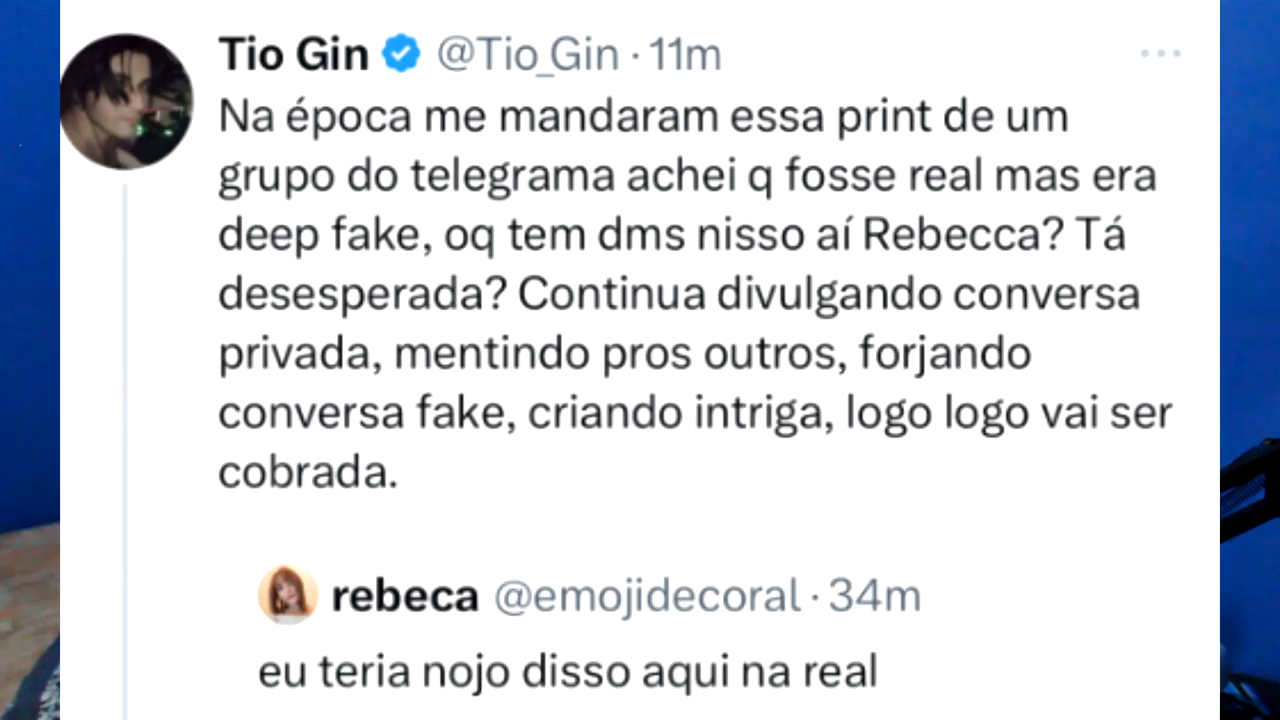 Tio Gin @Tio_Gin · 11m
Na época me mandaram essa print de um
grupo do telegrama achei q fosse real mas era
deep fake, oq tem dms nisso aí Rebecca? Tá
desesperada? Continua divulgando conversa
privada, mentindo pros outros, forjando
conversa fake, criando intriga, logo logo vai ser
cobrada.
rebeca @emojidecoral · 34m
eu teria nojo disso aqui na real